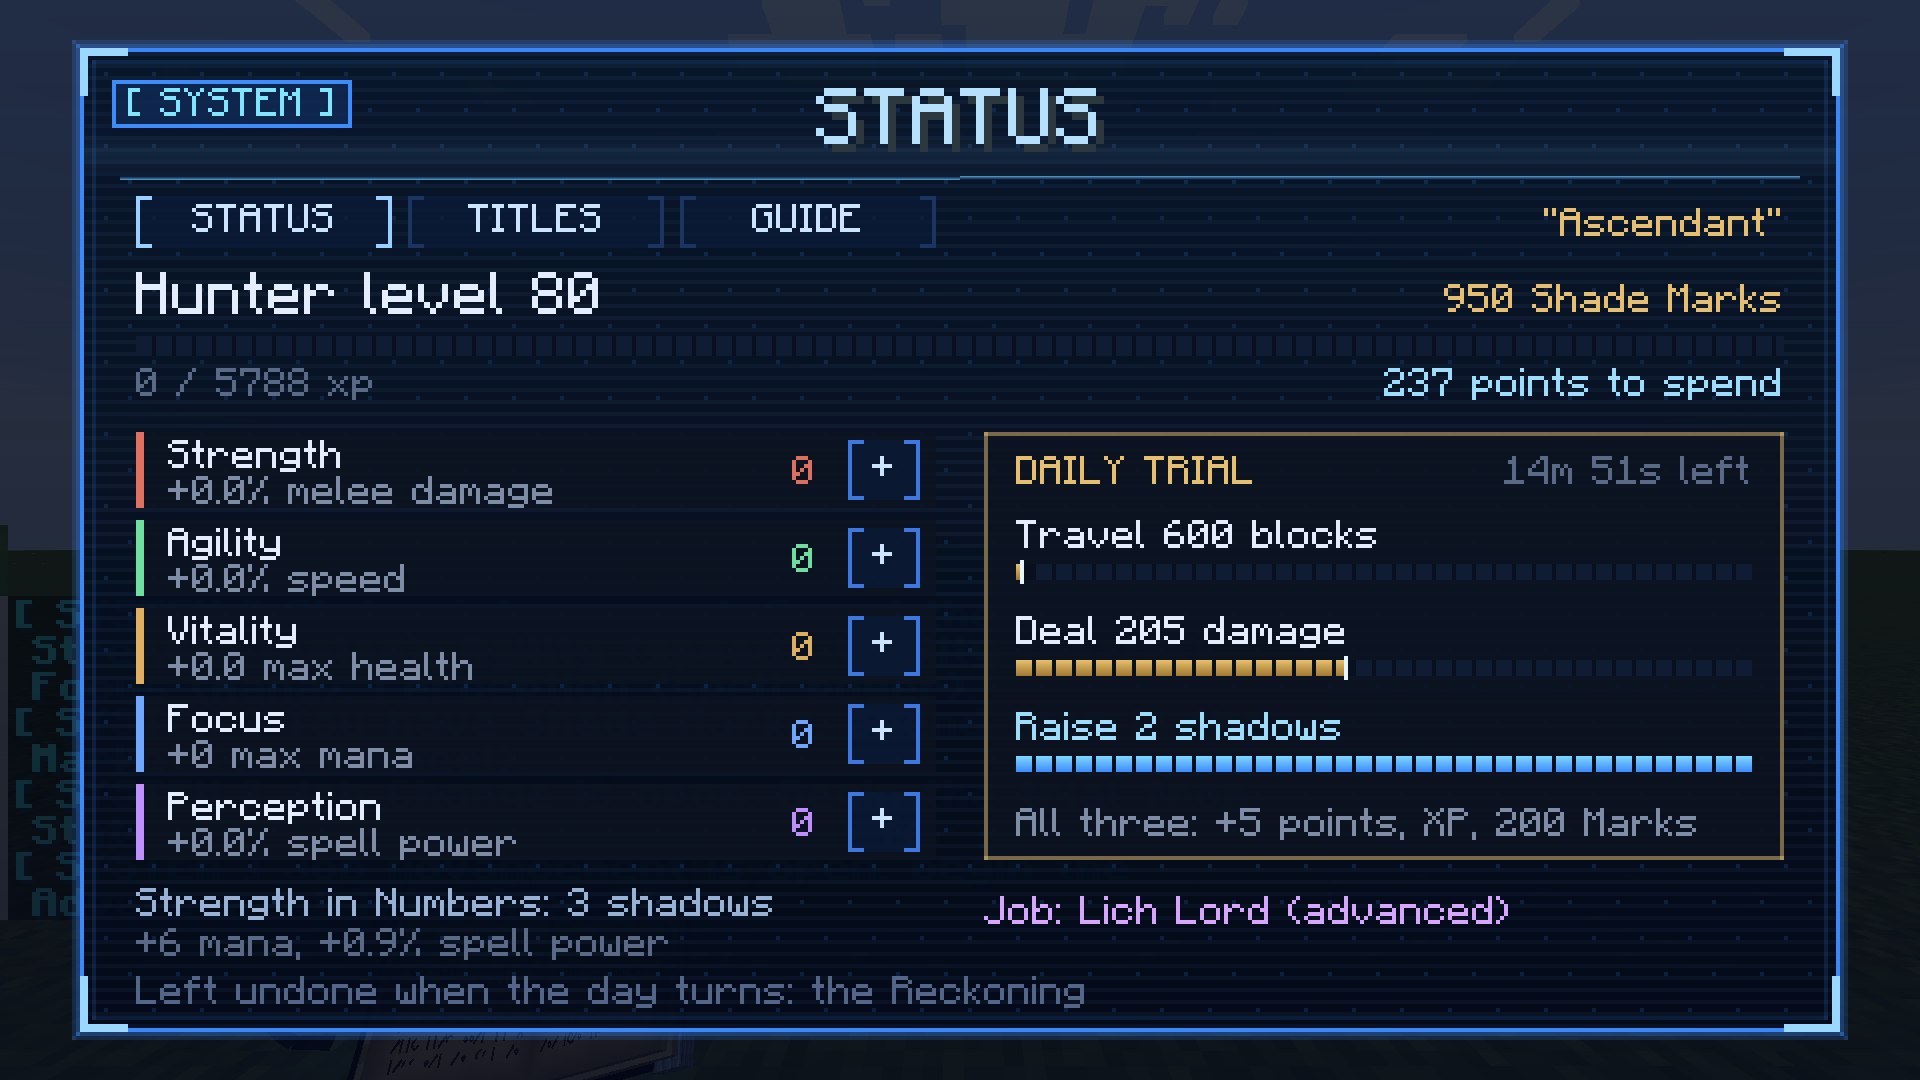 [ SYSTEM ]
STATUS
[ STATUS ] [ TITLES ] [ GUIDE ]
"Ascendant"
Hunter level 80
950 Shade Marks
0 / 5788 xp
237 points to spend
Strength
+0.0% melee damage
0 [ + ]
Agility
+0.0% speed
0 [ + ]
Vitality
+0.0 max health
0 [ + ]
Focus
+0 max mana
0 [ + ]
Perception
+0.0% spell power
0 [ + ]
DAILY TRIAL
14m 51s left
Travel 600 blocks
Deal 205 damage
Raise 2 shadows
All three: +5 points, XP, 200 Marks
Strength in Numbers: 3 shadows
+6 mana, +0.9% spell power
Job: Lich Lord (advanced)
Left undone when the day turns: the Reckoning